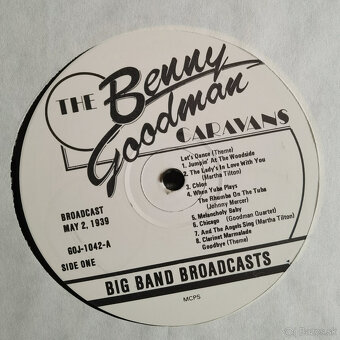 THE Benny
Goodman
CARAVANS
Let's Dance (Theme)
1. Jumpin' At The Woodside
2. The Lady's In Love With You
(Martha Tilton)
3. Chloe
4. When Yuba Plays
The Rhumba On The Tuba
(Johnny Mercer)
5. Melancholy Baby
6. Chicago (Goodman Quartet)
7. And The Angels Sing (Martha Tilton)
8. Clarinet Marmalade
Goodbye (Theme)
BROADCAST
MAY 2, 1939
GOJ-1042-A
SIDE ONE
BIG BAND BROADCASTS
MCPS